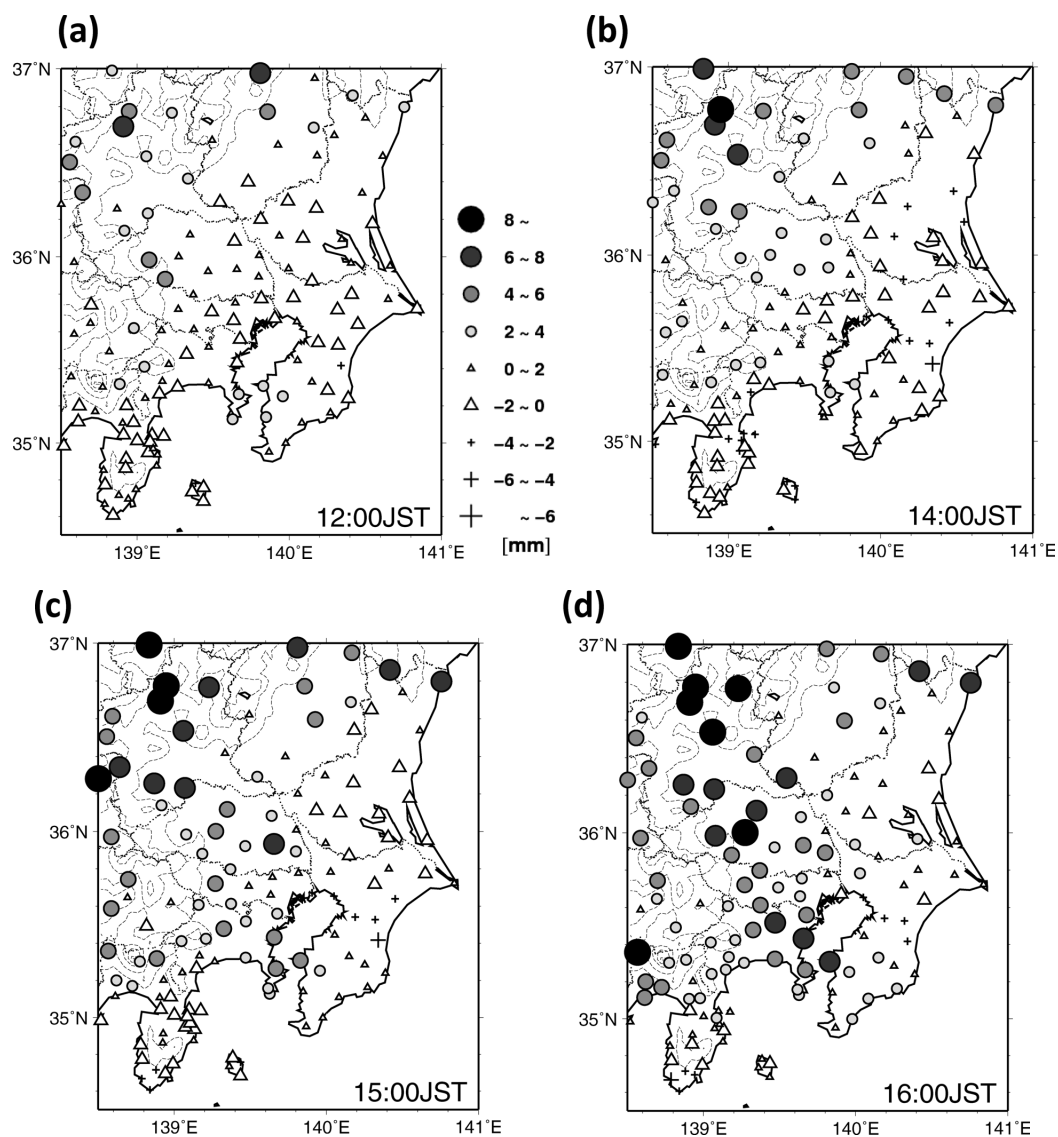 (a)
(b)
37°N
36°N
35°N
139°E
140°E
141°E
12:00JST
8 ~
6 ~ 8
4 ~ 6
2 ~ 4
0 ~ 2
−2 ~ 0
−4 ~ −2
−6 ~ −4
~ −6
[mm]
37°N
36°N
35°N
139°E
140°E
141°E
14:00JST
(c)
(d)
37°N
36°N
35°N
139°E
140°E
141°E
15:00JST
37°N
36°N
35°N
139°E
140°E
141°E
16:00JST